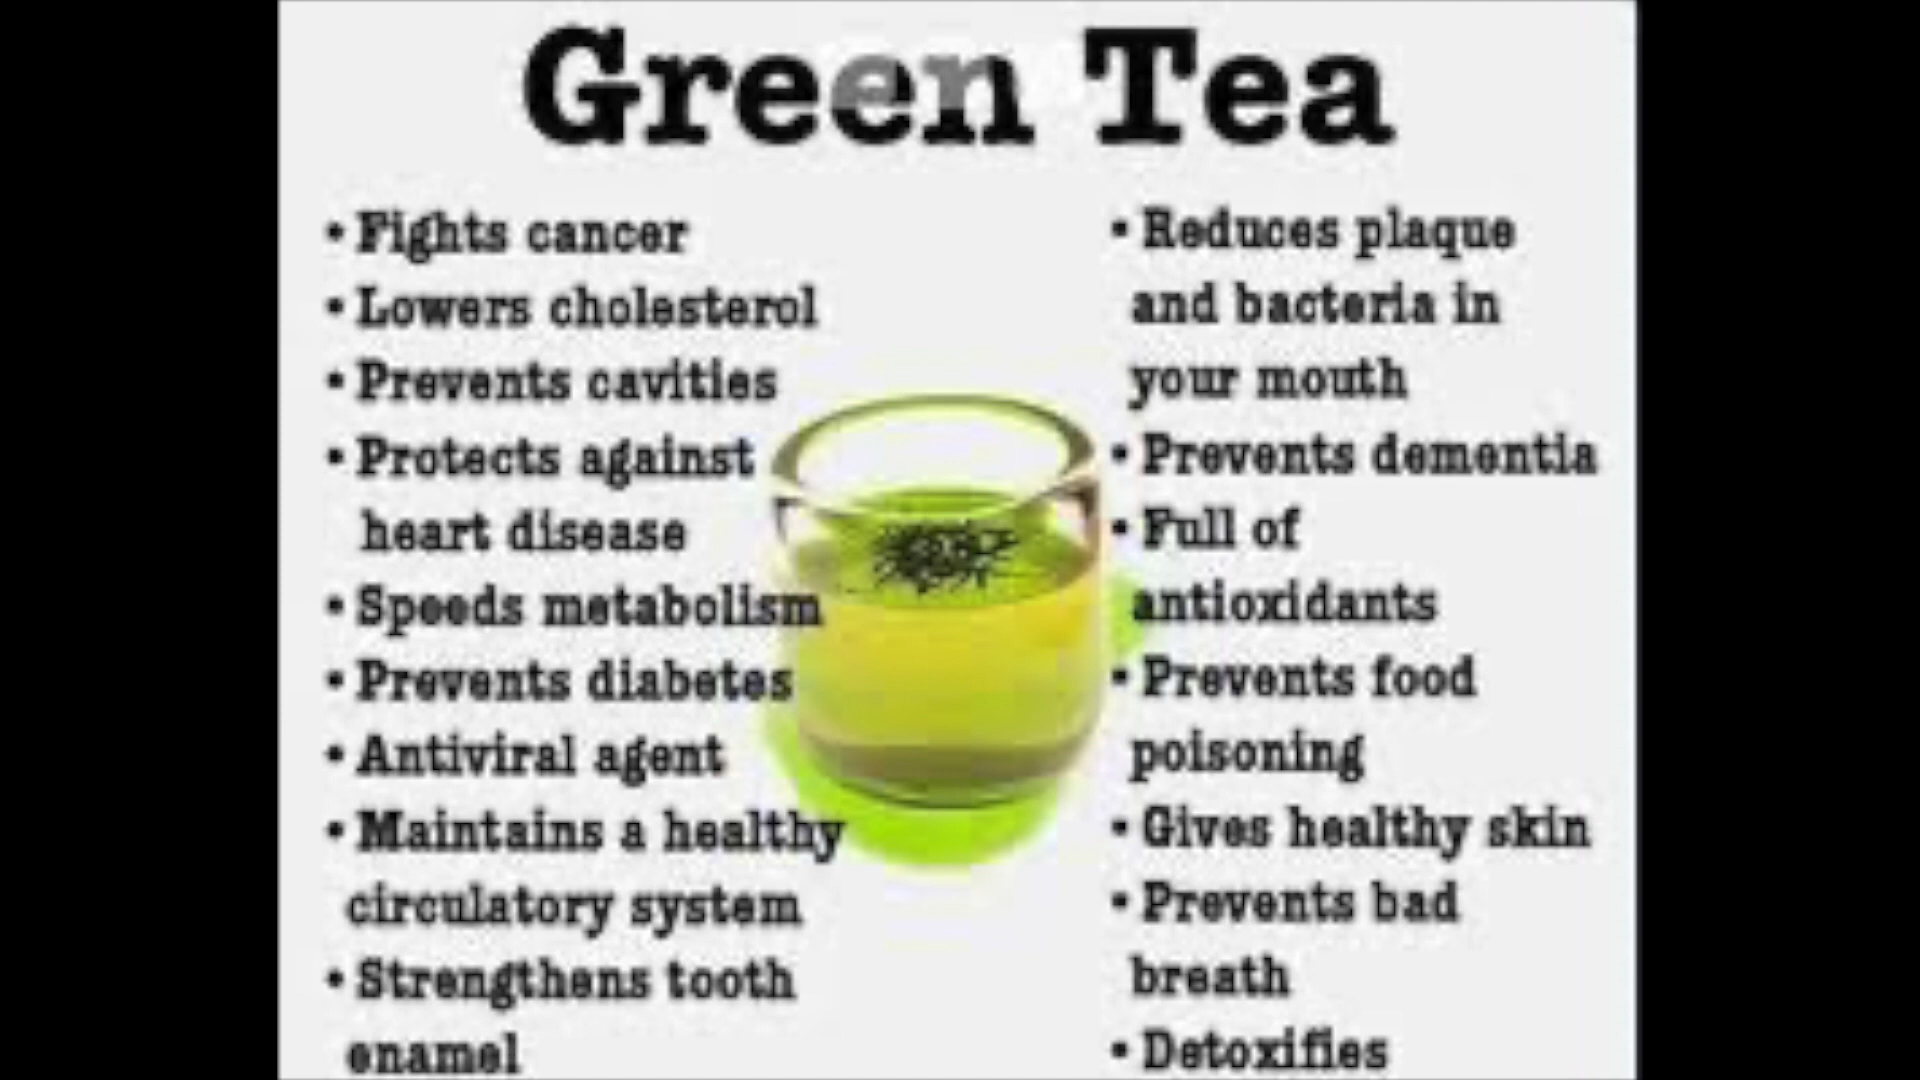 Green Tea
• Fights cancer
• Lowers cholesterol
• Prevents cavities
• Protects against
heart disease
• Speeds metabolism
• Prevents diabetes
• Antiviral agent
• Maintains a healthy
circulatory system
• Strengthens tooth
enamel
• Reduces plaque
and bacteria in
your mouth
• Prevents dementia
• Full of
antioxidants
• Prevents food
poisoning
• Gives healthy skin
• Prevents bad
breath
• Detoxifies